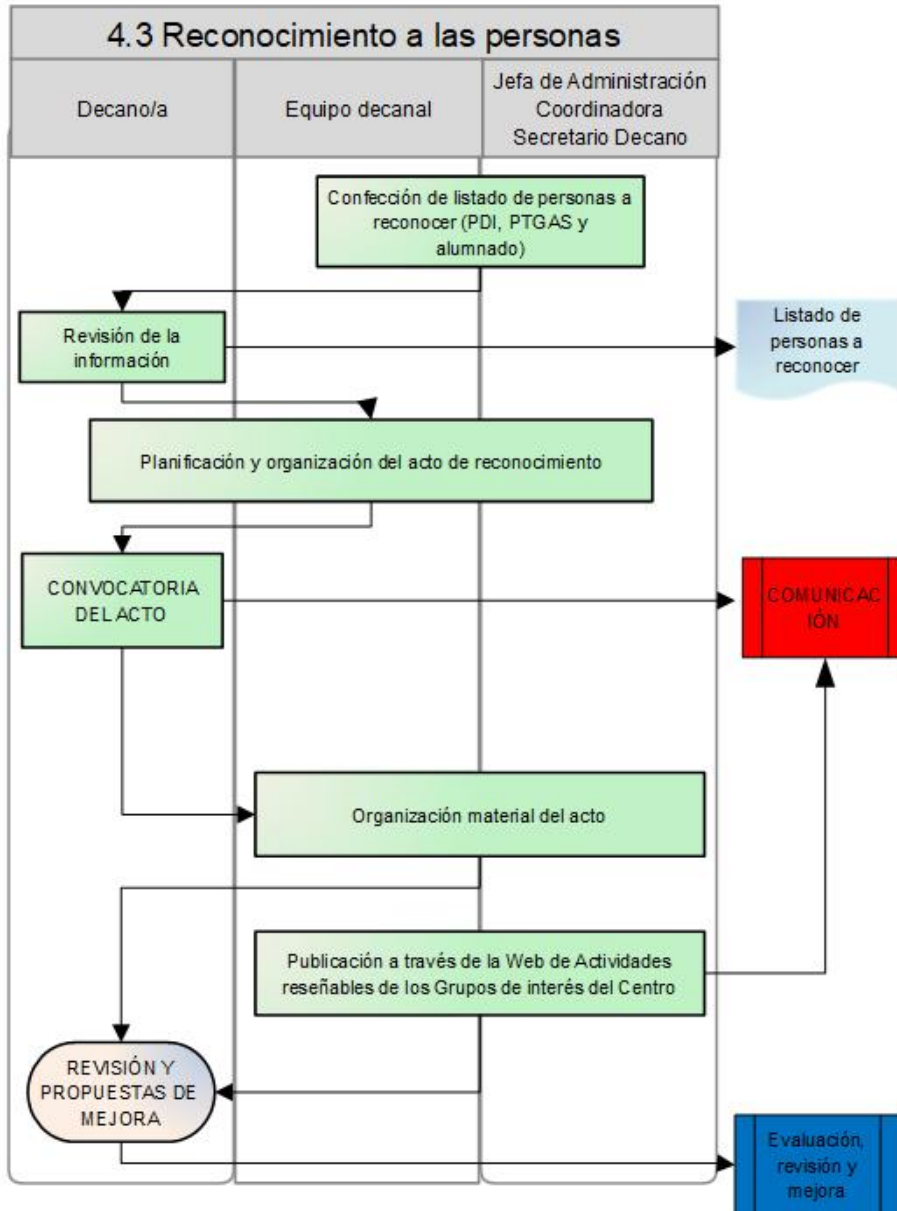 4.3 Reconocimiento a las personas
Decano/a
Equipo decanal
Jefa de Administración
Coordinadora
Secretario Decano
Confección de listado de personas a
reconocer (PDI, PTGAS y
alumnado)
Revisión de la
información
Listado de
personas a
reconocer
Planificación y organización del acto de reconocimiento
CONVOCATORIA
DEL ACTO
COMUNICAC
IÓN
Organización material del acto
Publicación a través de la Web de Actividades
reseñables de los Grupos de interés del Centro
REVISIÓN Y
PROPUESTAS DE
MEJORA
Evaluación,
revisión y
mejora